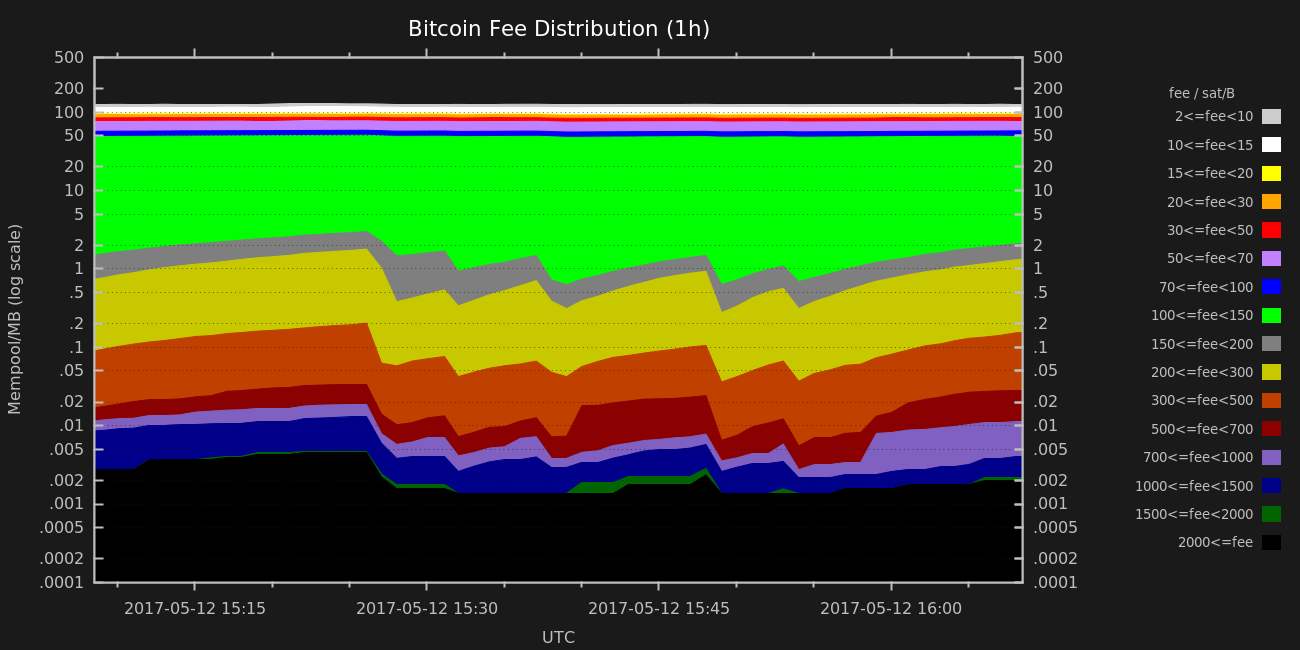 Bitcoin Fee Distribution (1h)
Mempool/MB (log scale)
500
200
100
50
20
10
5
2
1
.5
.2
.1
.05
.02
.01
.005
.002
.001
.0005
.0002
.0001
500
200
100
50
20
10
5
2
1
.5
.2
.1
.05
.02
.01
.005
.002
.001
.0005
.0002
.0001
2017-05-12 15:15
2017-05-12 15:30
2017-05-12 15:45
2017-05-12 16:00
UTC
fee / sat/B
2<=fee<10
10<=fee<15
15<=fee<20
20<=fee<30
30<=fee<50
50<=fee<70
70<=fee<100
100<=fee<150
150<=fee<200
200<=fee<300
300<=fee<500
500<=fee<700
700<=fee<1000
1000<=fee<1500
1500<=fee<2000
2000<=fee